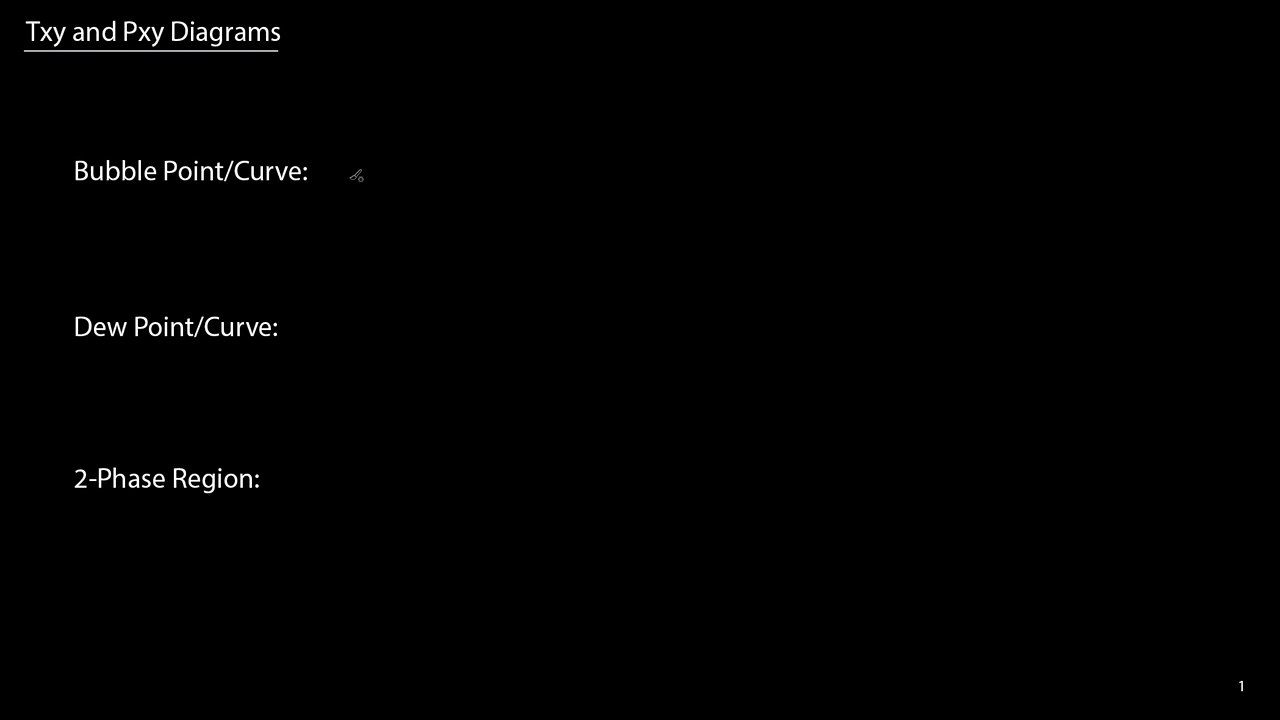 Txy and Pxy Diagrams
Bubble Point/Curve:
Dew Point/Curve:
2-Phase Region:
1